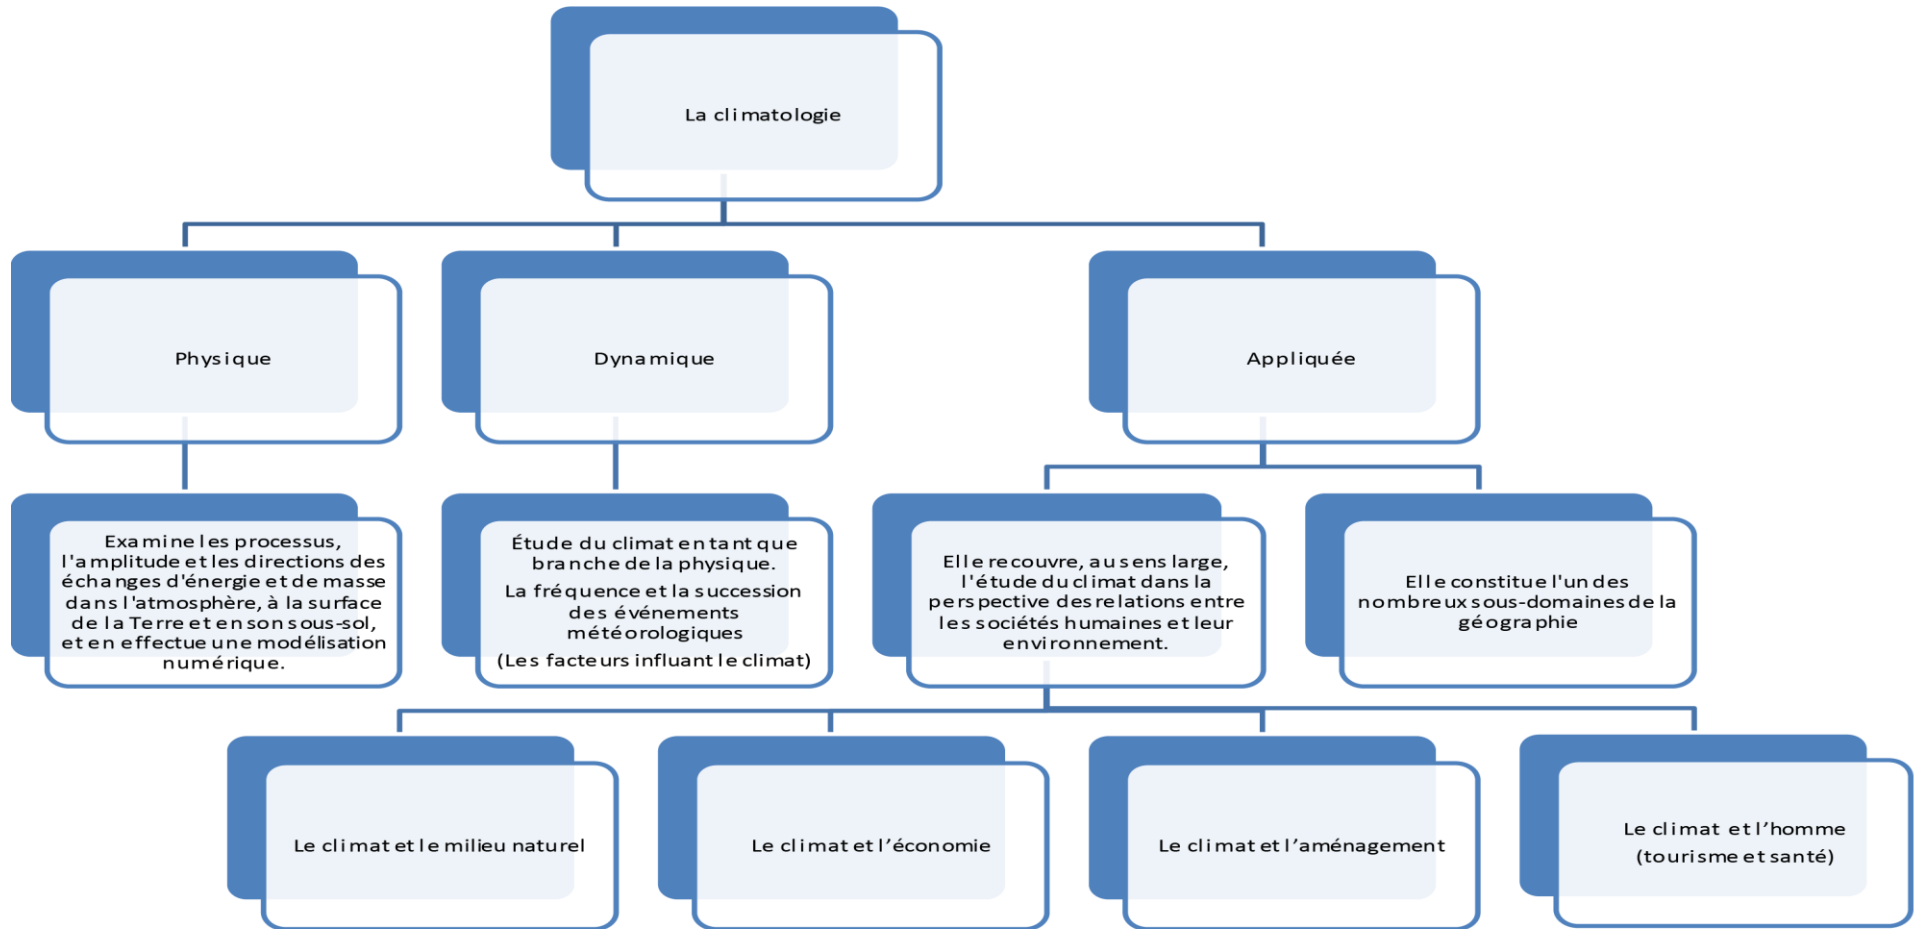 La climatologie
Physique
Dynamique
Appliquée
Examine les processus,
l'amplitude et les directions des
échanges d'énergie et de masse
dans l'atmosphère, à la surface
de la Terre et en son sous-sol,
et en effectue une modélisation
numérique.
Étude du climat en tant que
branche de la physique.
La fréquence et la succession
des événements
météorologiques
(Les facteurs influant le climat)
Elle recouvre, au sens large,
l'étude du climat dans la
perspective des relations entre
les sociétés humaines et leur
environnement.
Elle constitue l'un des
nombreux sous-domaines de la
géographie
Le climat et le milieu naturel
Le climat et l’économie
Le climat et l’aménagement
Le climat et l’homme
(tourisme et santé)